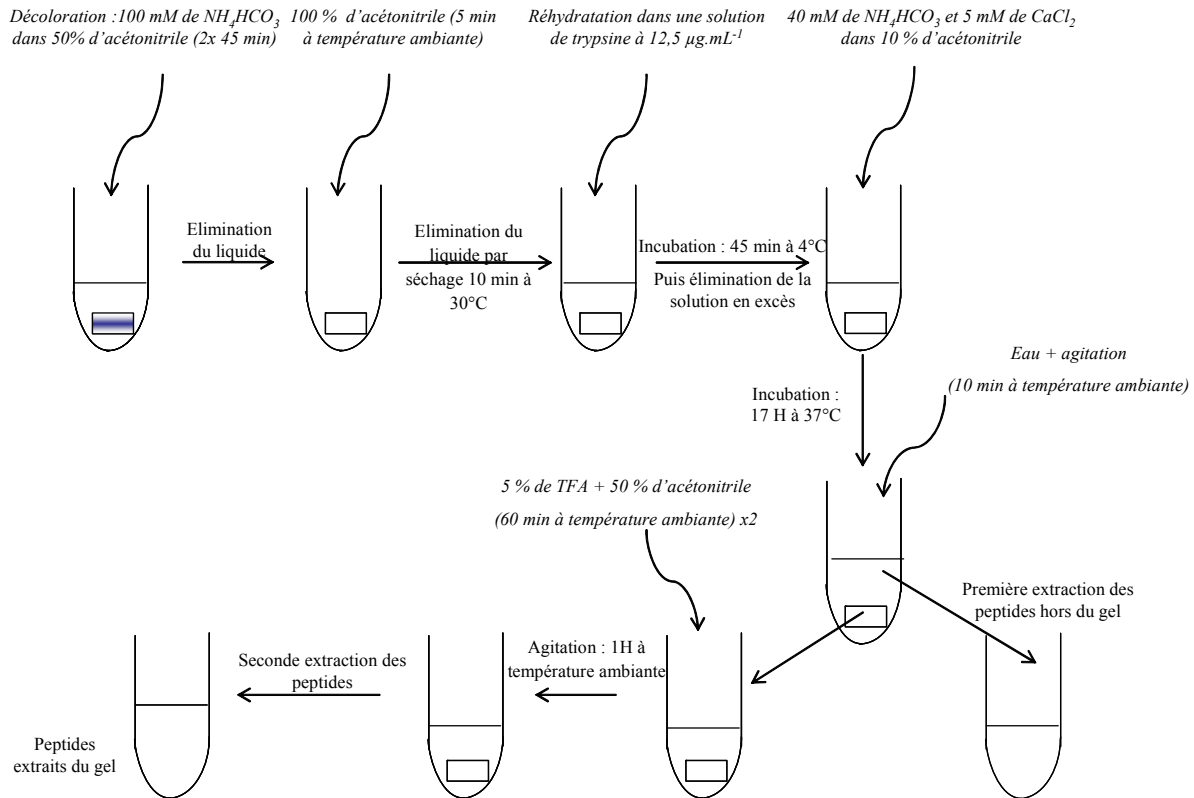 Décoloration :100 mM de NH4HCO3
dans 50% d’acétonitrile (2x 45 min)
100 % d’acétonitrile (5 min
à température ambiante)
Réhydratation dans une solution
de trypsine à 12,5 µg.mL-1
40 mM de NH4HCO3 et 5 mM de CaCl2
dans 10 % d’acétonitrile
Elimination
du liquide
Elimination du
liquide par
séchage 10 min à
30°C
Incubation : 45 min à 4°C
Puis élimination de la
solution en excès
Eau + agitation
(10 min à température ambiante)
Incubation :
17 H à 37°C
5 % de TFA + 50 % d’acétonitrile
(60 min à température ambiante) x2
Première extraction des
peptides hors du gel
Agitation : 1H à
température ambiante
Seconde extraction des
peptides
Peptides
extraits du gel